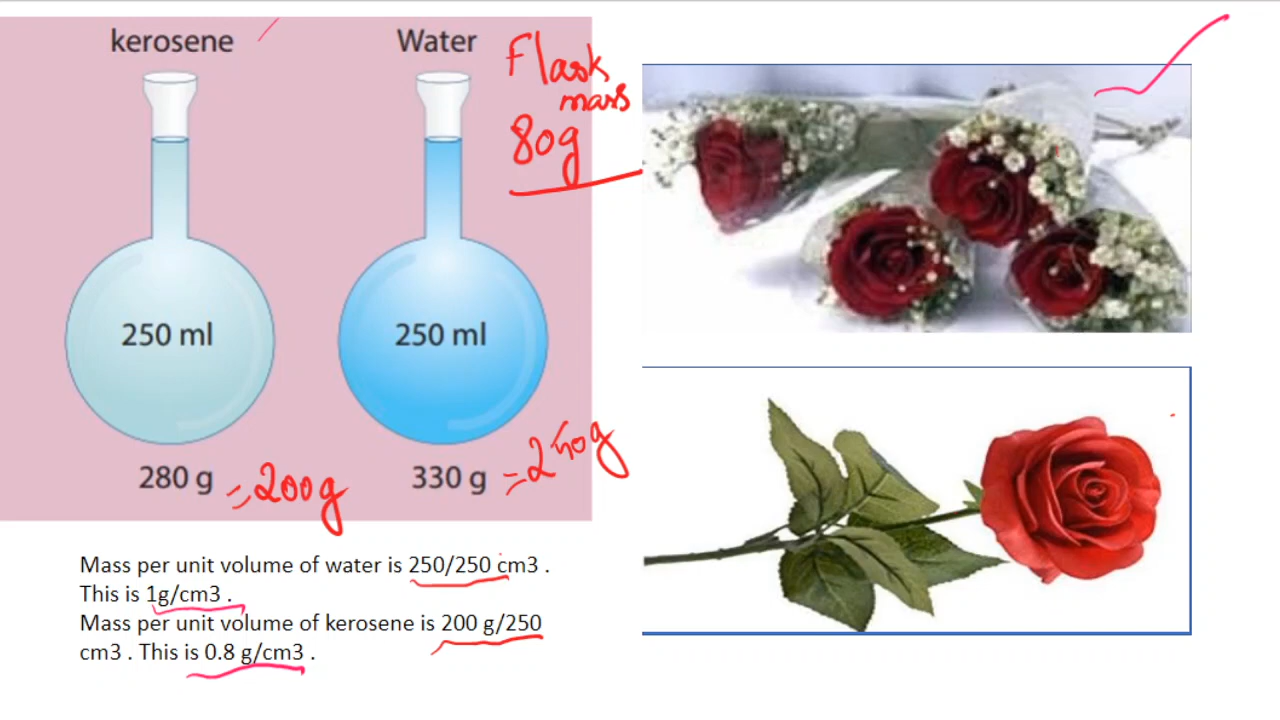 kerosene
Water
Flask
mass
80g
250 ml
250 ml
280 g = 200g
330 g = 250g
Mass per unit volume of water is 250/250 cm3 .
This is 1g/cm3 .
Mass per unit volume of kerosene is 200 g/250
cm3 . This is 0.8 g/cm3 .